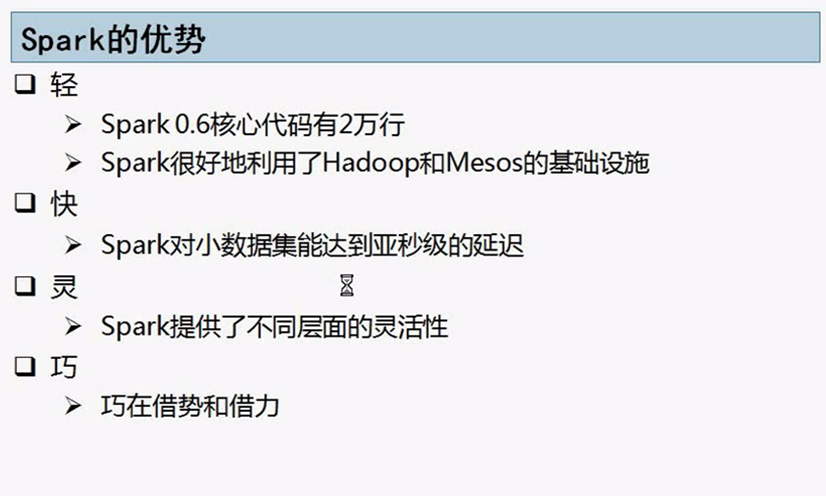 Spark的优势
轻
Spark 0.6核心代码有2万行
Spark很好地利用了Hadoop和Mesos的基础设施
快
Spark对小数据集能达到亚秒级的延迟
灵
Spark提供了不同层面的灵活性
巧
巧在借势和借力